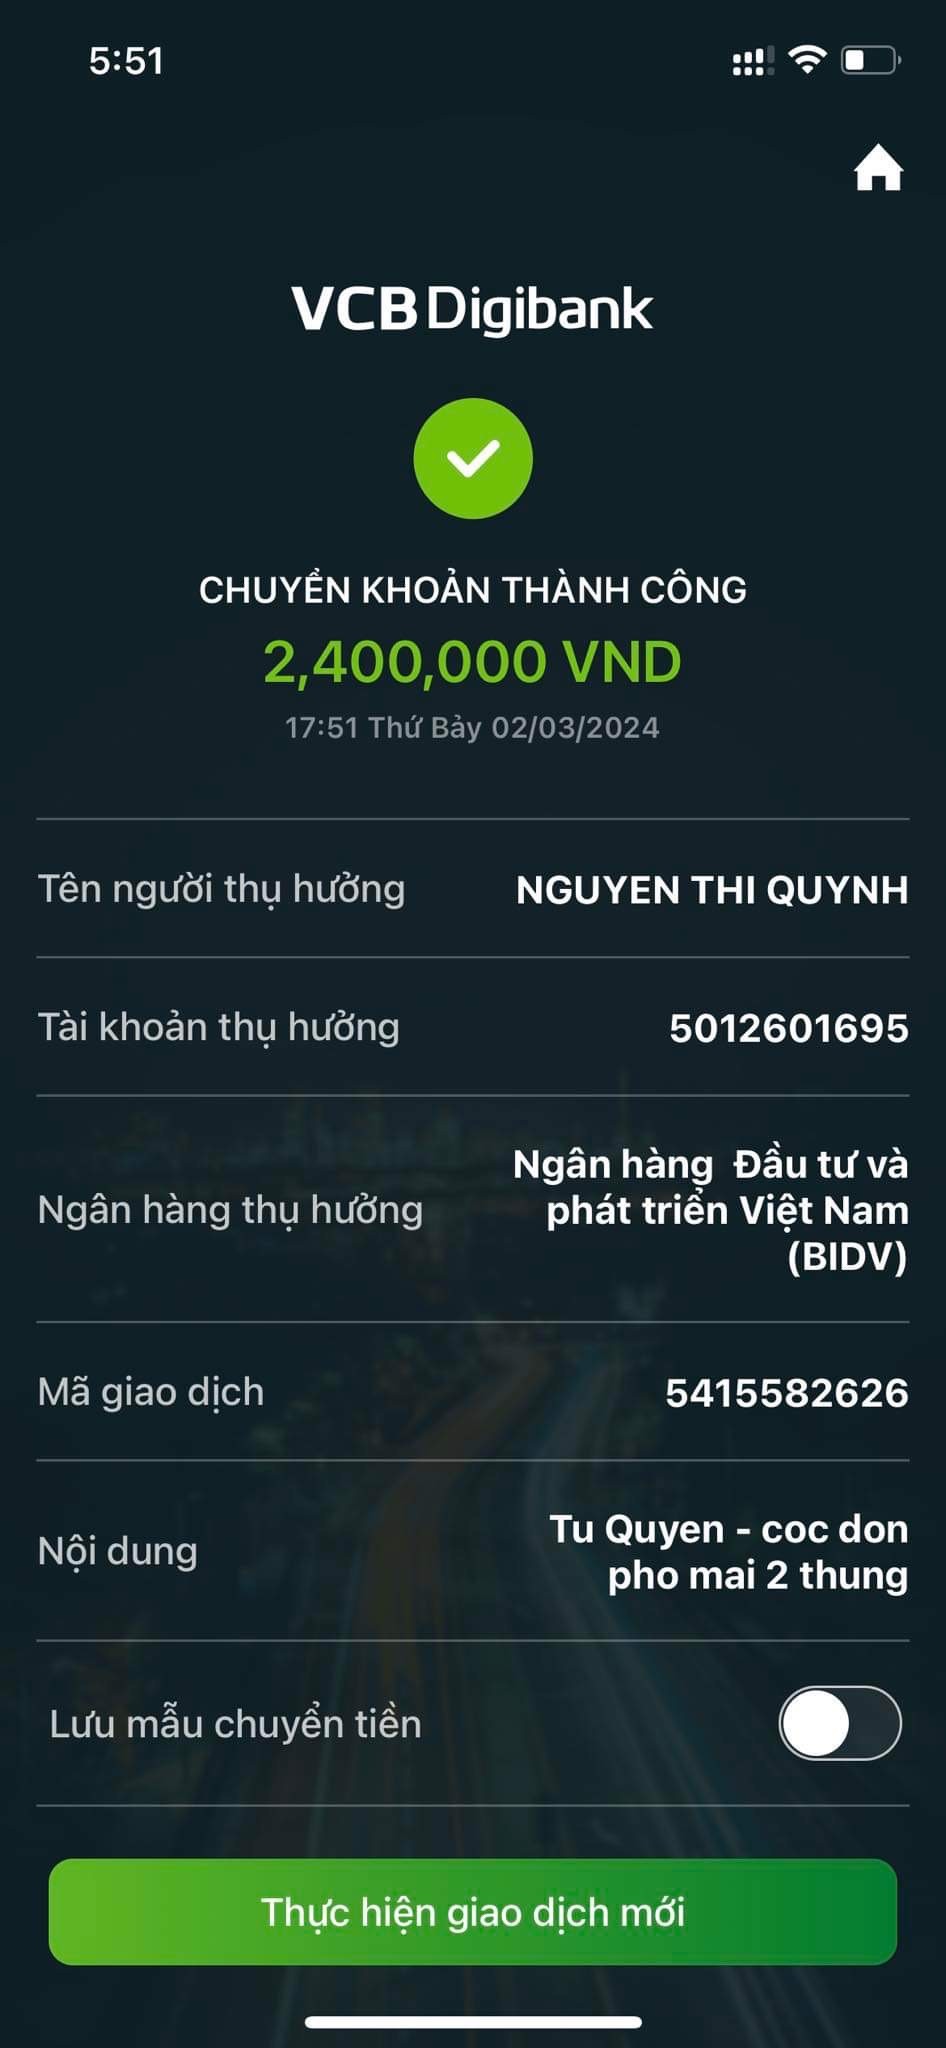 5:51
VCB Digibank
CHUYỂN KHOẢN THÀNH CÔNG
2,400,000 VND
17:51 Thứ Bảy 02/03/2024
Tên người thụ hưởng NGUYEN THI QUYNH
Tài khoản thụ hưởng 5012601695
Ngân hàng thụ hưởng Ngân hàng Đầu tư và
phát triển Việt Nam
(BIDV)
Mã giao dịch 5415582626
Nội dung Tu Quyen - coc don
pho mai 2 thung
Lưu mẫu chuyển tiền
Thực hiện giao dịch mới